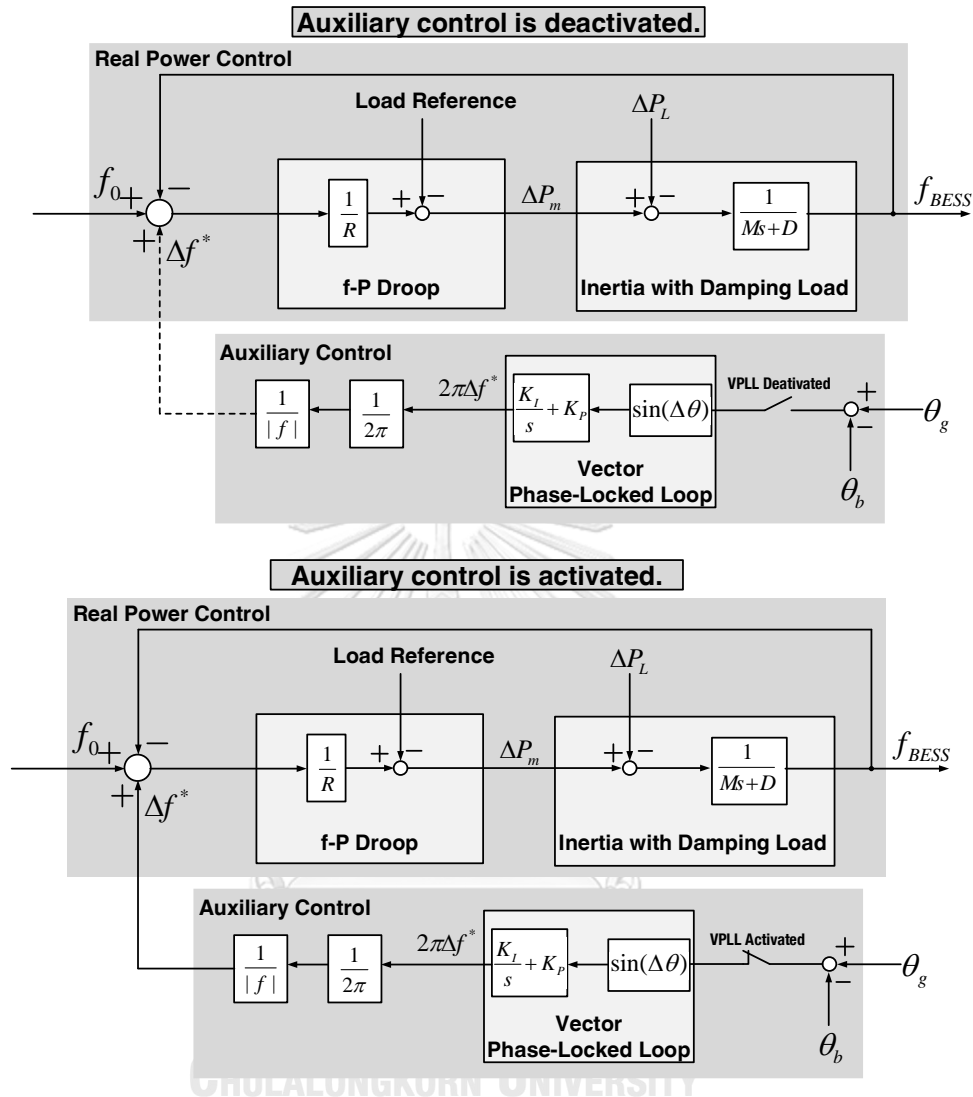 Auxiliary control is deactivated.
Real Power Control
Load Reference
ΔP_L
f_0
+
−
+
Δf*
1/R
+
−
ΔP_m
+
−
1/(Ms+D)
f_BESS
f-P Droop
Inertia with Damping Load
Auxiliary Control
1/|f|
1/2π
2πΔf*
K_I/s + K_P
sin(Δθ)
VPLL Deativated
+
−
θ_g
θ_b
Vector
Phase-Locked Loop
Auxiliary control is activated.
Real Power Control
Load Reference
ΔP_L
f_0
+
−
+
Δf*
1/R
+
−
ΔP_m
+
−
1/(Ms+D)
f_BESS
f-P Droop
Inertia with Damping Load
Auxiliary Control
1/|f|
1/2π
2πΔf*
K_I/s + K_P
sin(Δθ)
VPLL Activated
+
−
θ_g
θ_b
Vector
Phase-Locked Loop
CHULALONGKORN UNIVERSITY